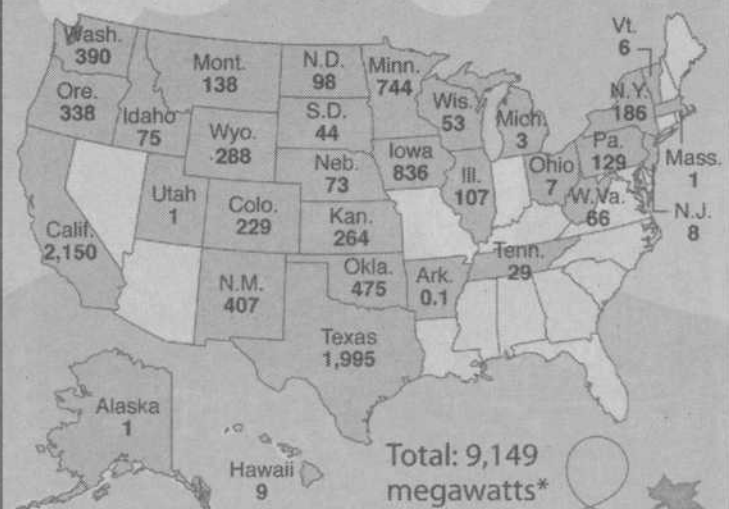 Wash.
390
Ore.
338
Idaho
75
Mont.
138
Wyo.
288
N.D.
98
S.D.
44
Neb.
73
Kan.
264
Minn.
744
Iowa
836
Wis.
53
Ill.
107
Mich.
3
Ohio
7
Vt.
6
N.Y.
186
Pa.
129
Mass.
1
N.J.
8
W.Va.
66
Tenn.
29
Calif.
2,150
Utah
1
Colo.
229
N.M.
407
Okla.
475
Ark.
0.1
Texas
1,995
Alaska
1
Hawaii
9
Total: 9,149
megawatts*